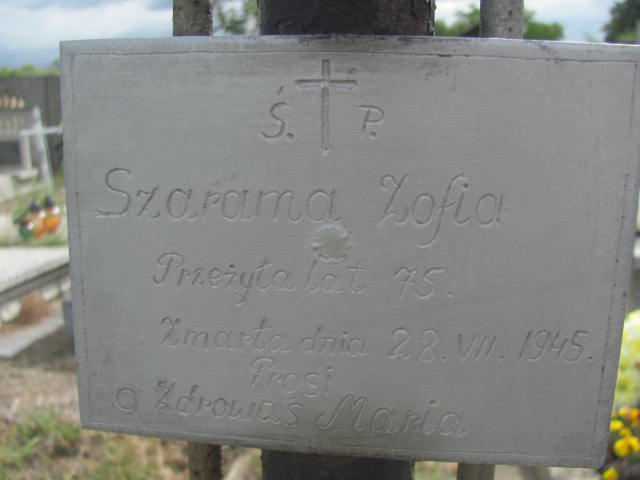 Ś. P.
Szarama Zofia
Przeżyła lat 75.
Zmarła dnia 28. VII. 1945.
Prosi
o Zdrowaś Maria